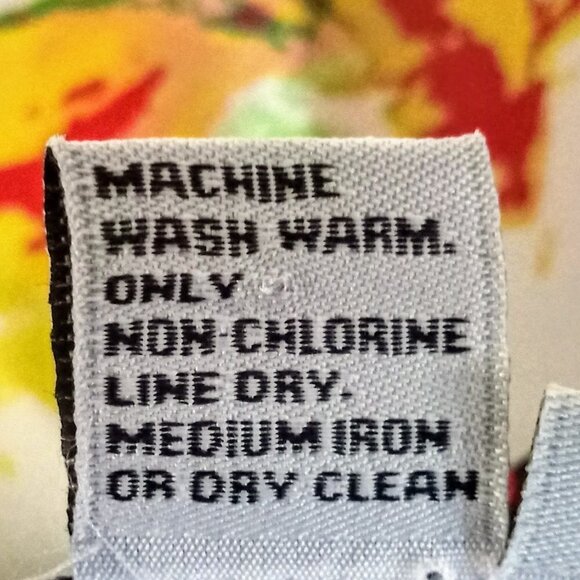 MACHINE
WASH WARM.
ONLY
NON-CHLORINE
LINE DRY.
MEDIUM IRON
OR DRY CLEAN